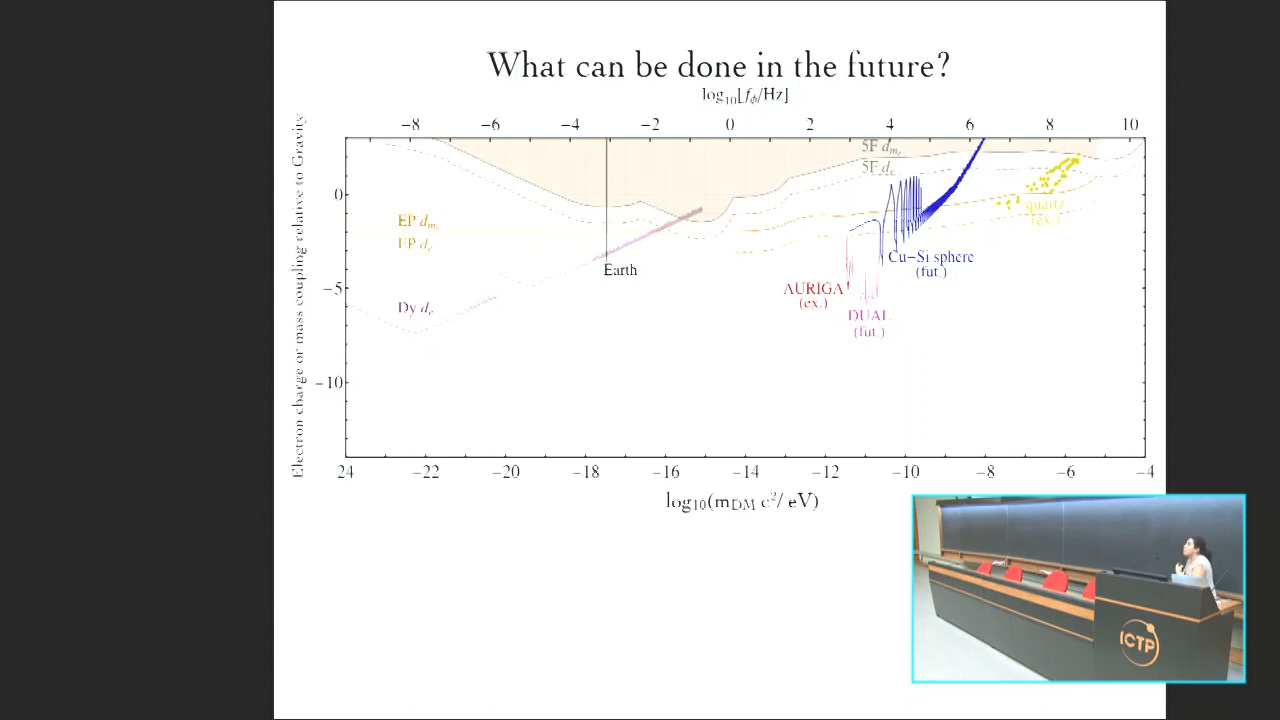 What can be done in the future?
log10[fϕ/Hz]
−8 −6 −4 −2 0 2 4 6 8 10
Electron charge or mass coupling relative to Gravity
0
−5
−10
5F dme
5F de
EP dme
EP de
Dy de
Earth
AURIGA
(ex.)
DUAL
(fut.)
Cu−Si sphere
(fut.)
quartz
(ex.)
24 −22 −20 −18 −16 −14 −12 −10 −8 −6 −4
log10(mDM c²/ eV)
ICTP